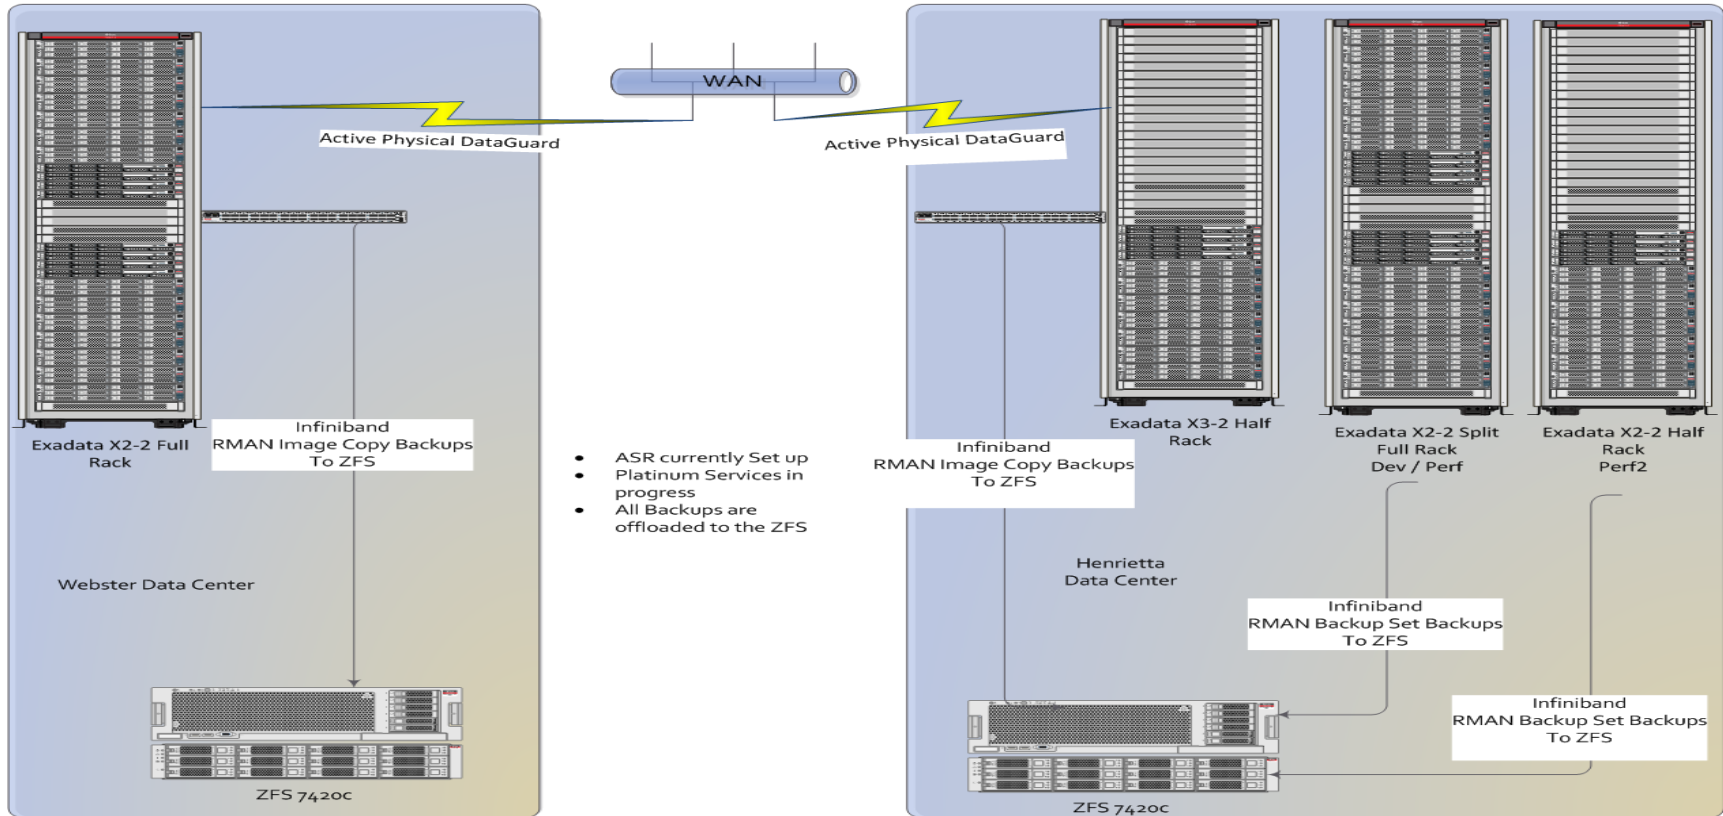 WAN
Active Physical DataGuard
Active Physical DataGuard
Exadata X2-2 Full
Rack
Infiniband
RMAN Image Copy Backups
To ZFS
• ASR currently Set up
• Platinum Services in
progress
• All Backups are
offloaded to the ZFS
Infiniband
RMAN Image Copy Backups
To ZFS
Exadata X3-2 Half
Rack
Exadata X2-2 Split
Full Rack
Dev / Perf
Exadata X2-2 Half
Rack
Perf2
Webster Data Center
Henrietta
Data Center
Infiniband
RMAN Backup Set Backups
To ZFS
Infiniband
RMAN Backup Set Backups
To ZFS
ZFS 7420c
ZFS 7420c